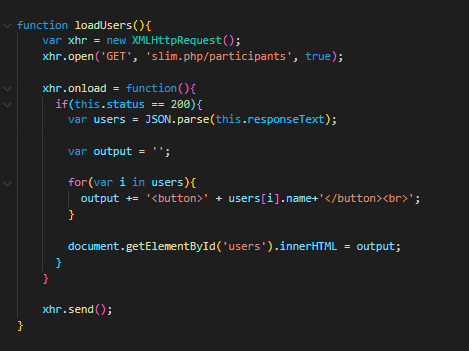 function loadUsers(){
var xhr = new XMLHttpRequest();
xhr.open('GET', 'slim.php/participants', true);
xhr.onload = function(){
if(this.status == 200){
var users = JSON.parse(this.responseText);
var output = '';
for(var i in users){
output += '<button>' + users[i].name+'</button><br>';
}
document.getElementById('users').innerHTML = output;
}
}
xhr.send();
}